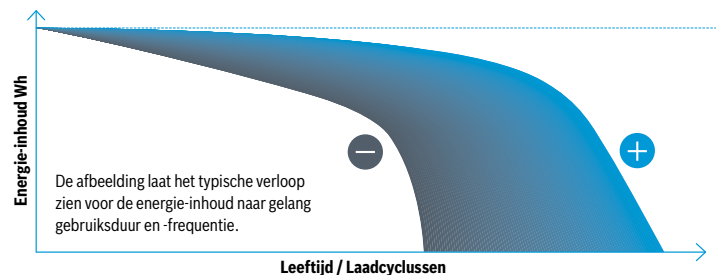 Energie-inhoud Wh
De afbeelding laat het typische verloop
zien voor de energie-inhoud naar gelang
gebruiksduur en -frequentie.
Leeftijd / Laadcyclussen